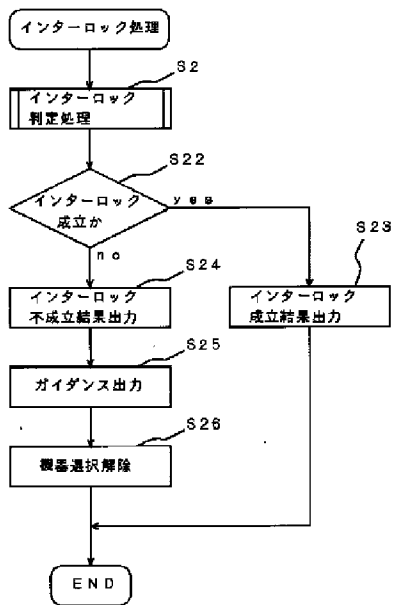 インターロック処理
S2
インターロック
判定処理
S22
インターロック
成立か
yes
no
S23
S24
インターロック
不成立結果出力
インターロック
成立結果出力
S25
ガイダンス出力
S26
機器選択解除
END